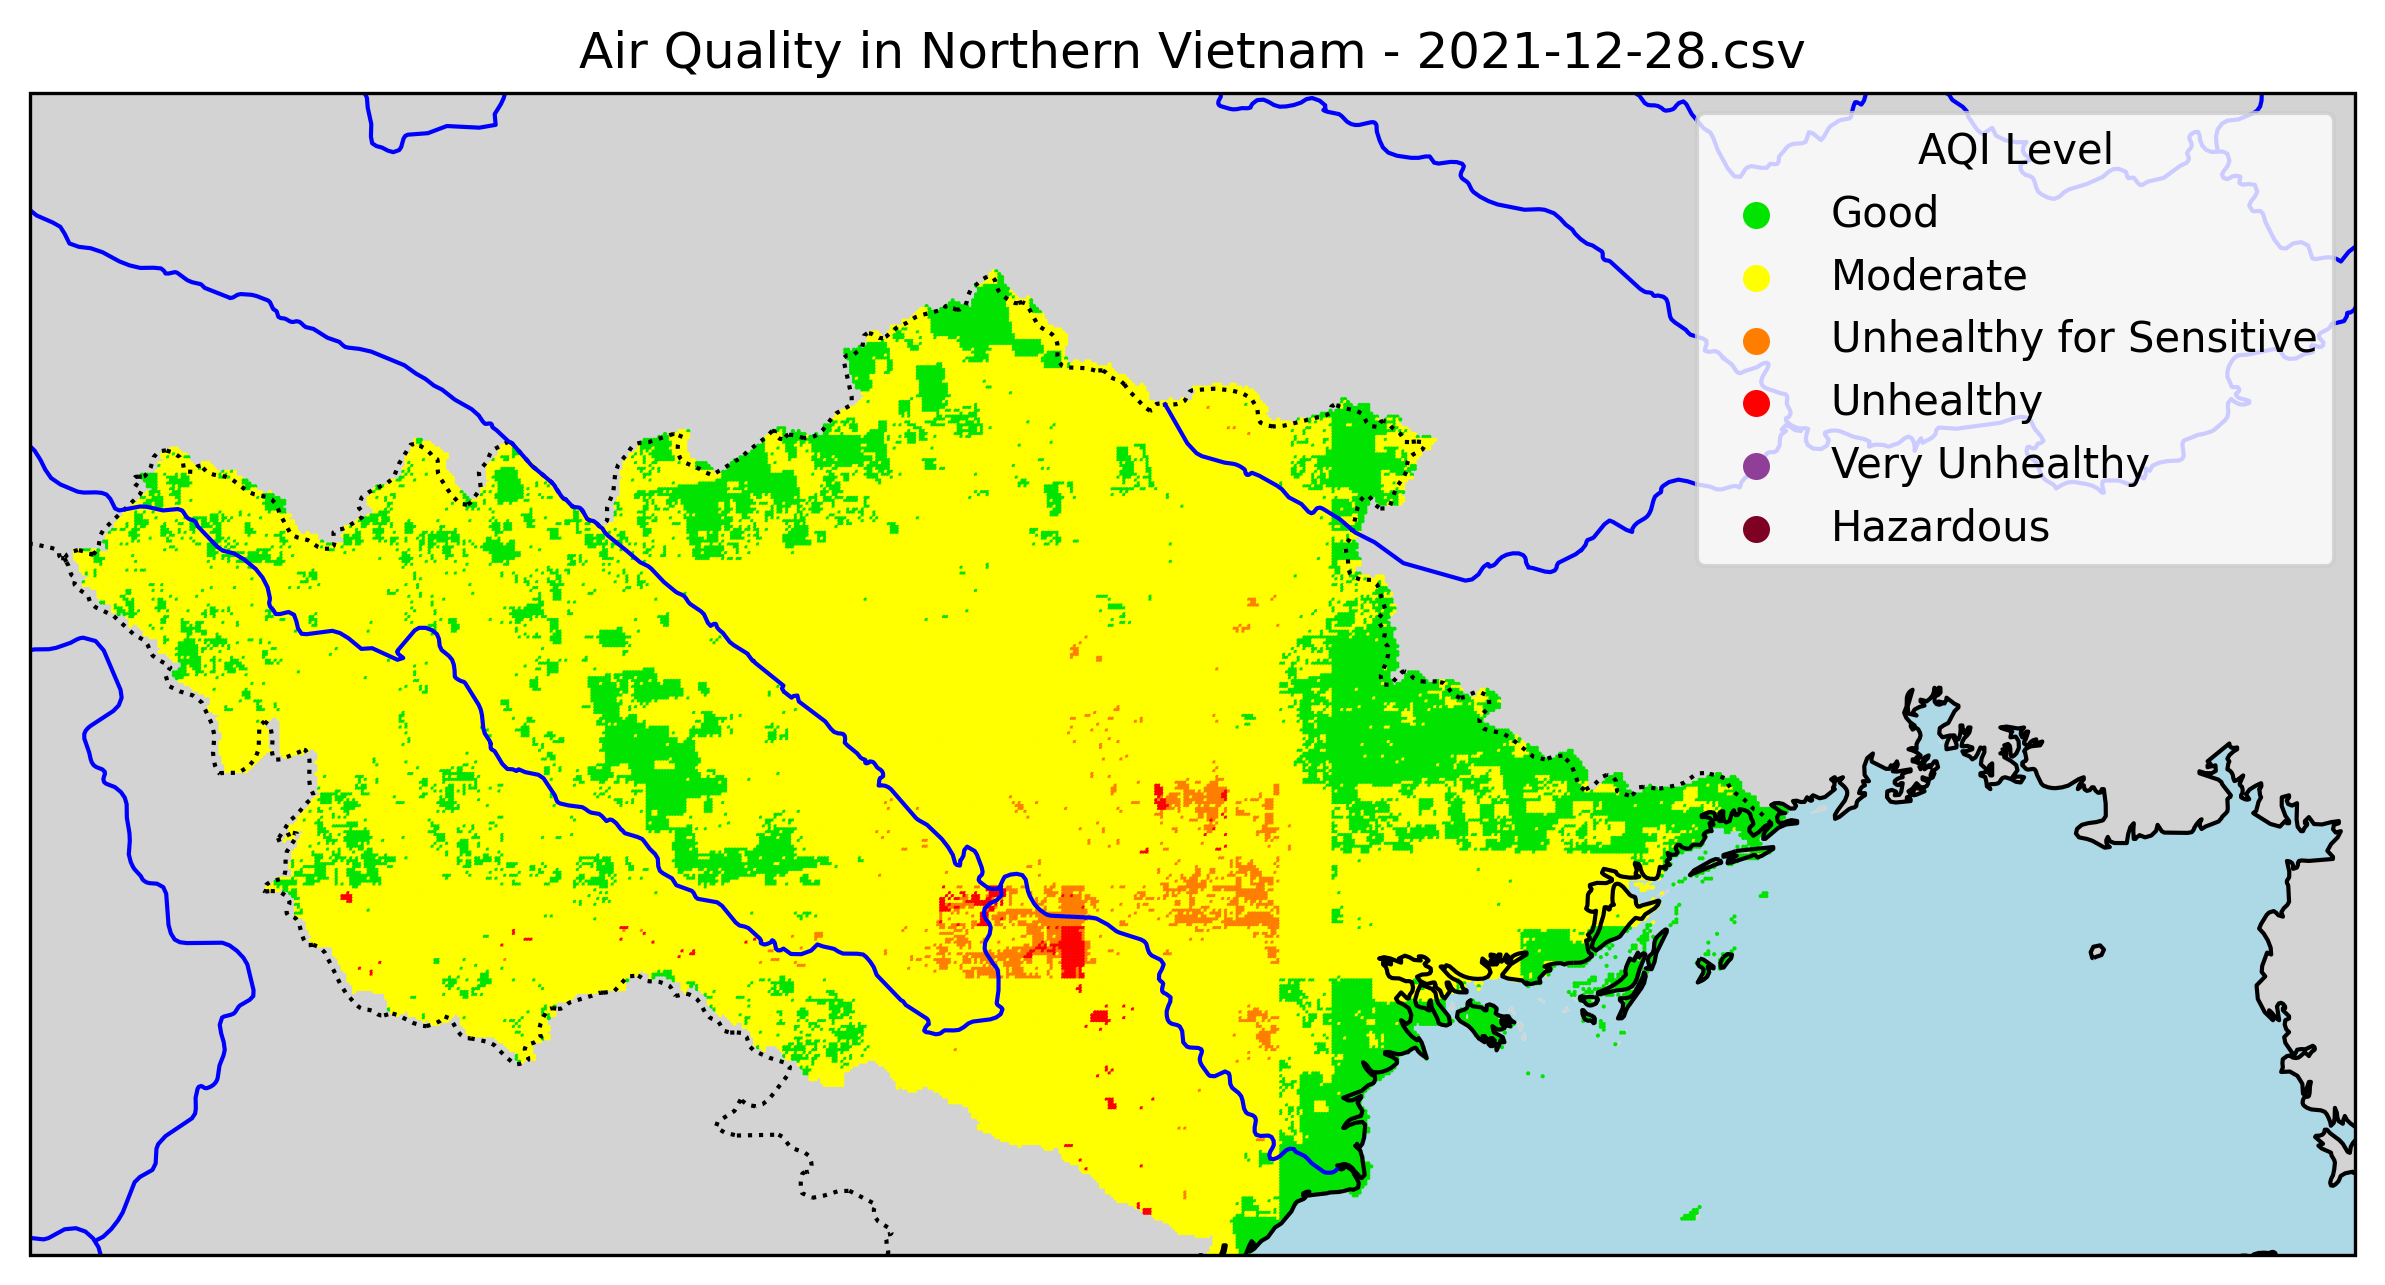 Air Quality in Northern Vietnam - 2021-12-28.csv
AQI Level
Good
Moderate
Unhealthy for Sensitive
Unhealthy
Very Unhealthy
Hazardous